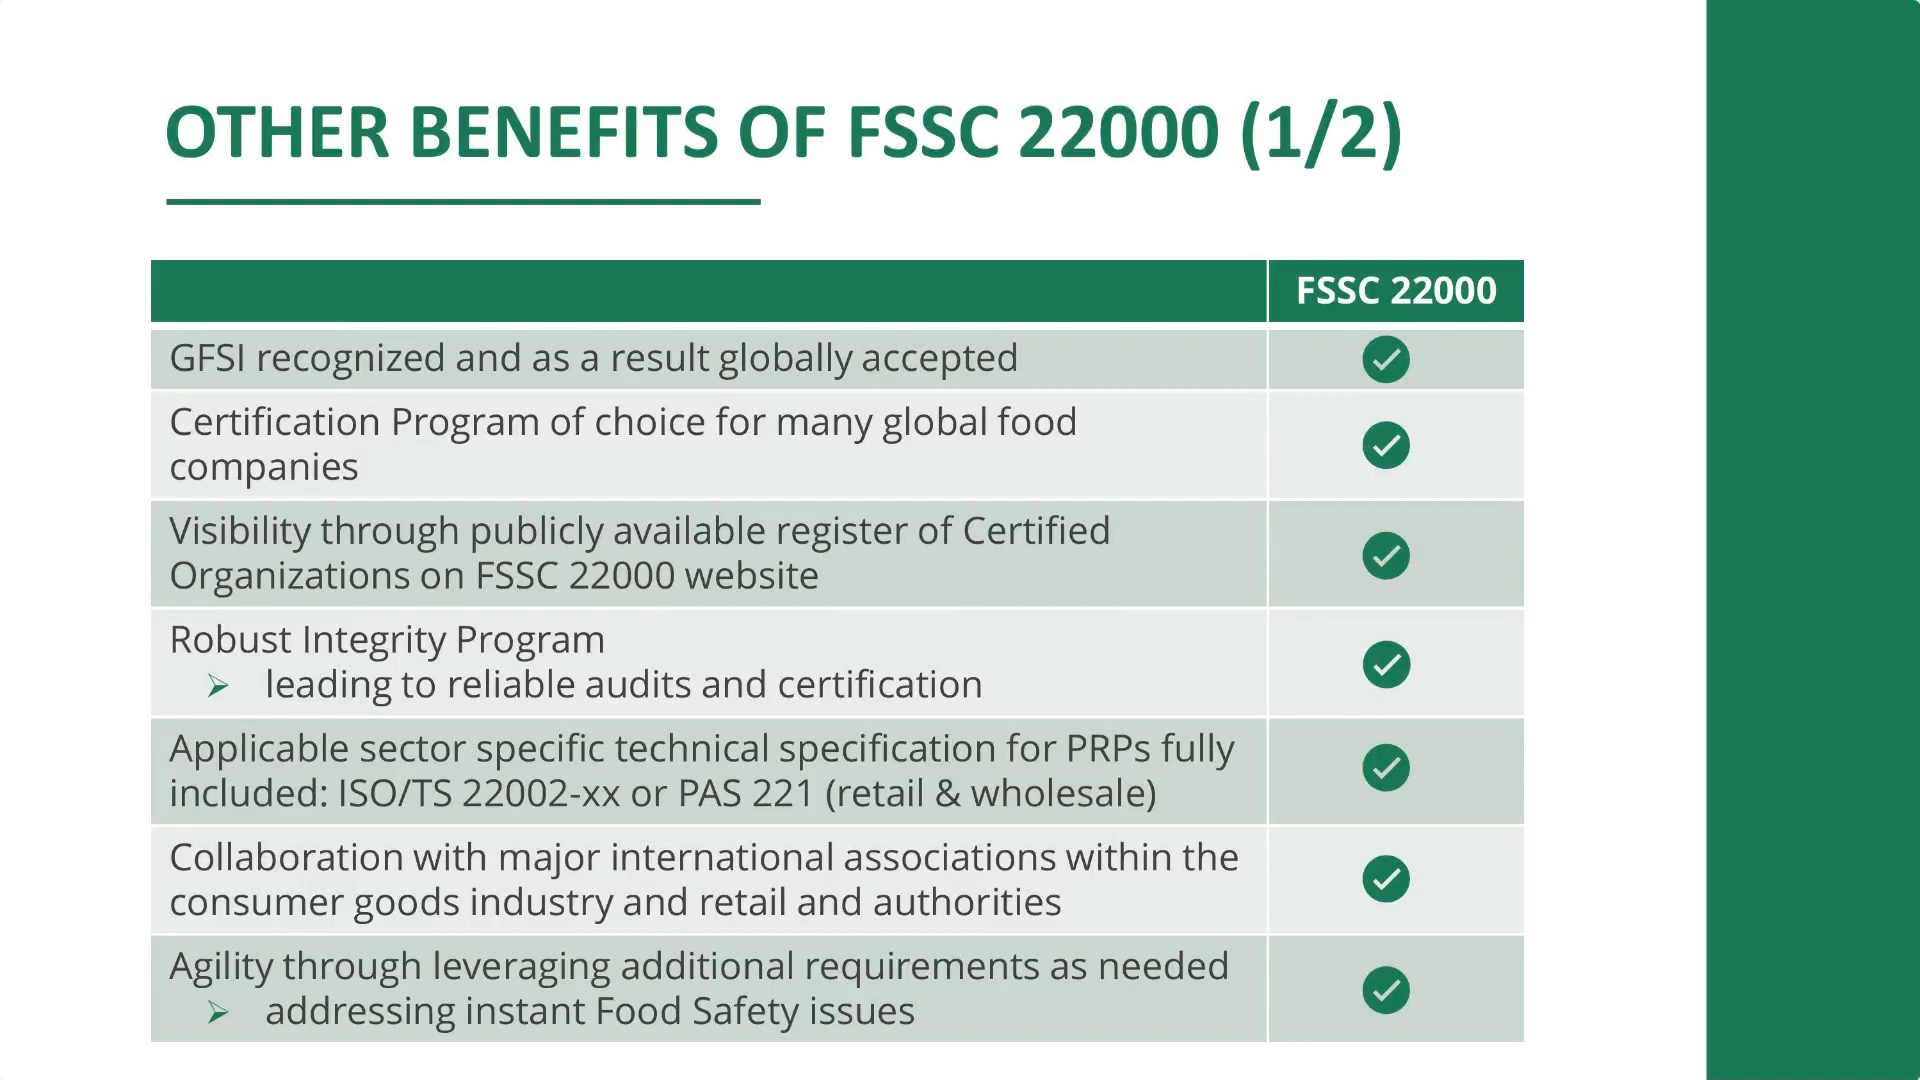 OTHER BENEFITS OF FSSC 22000 (1/2)
FSSC 22000
GFSI recognized and as a result globally accepted
Certification Program of choice for many global food
companies
Visibility through publicly available register of Certified
Organizations on FSSC 22000 website
Robust Integrity Program
leading to reliable audits and certification
Applicable sector specific technical specification for PRPs fully
included: ISO/TS 22002-xx or PAS 221 (retail & wholesale)
Collaboration with major international associations within the
consumer goods industry and retail and authorities
Agility through leveraging additional requirements as needed
addressing instant Food Safety issues